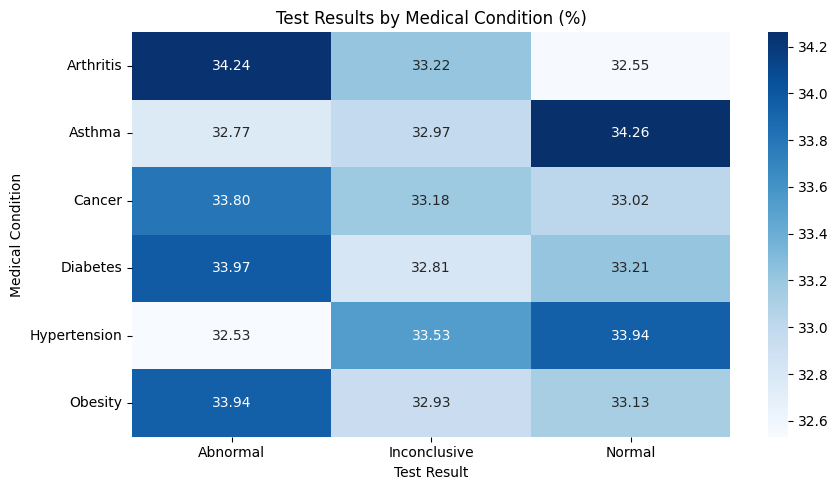 Test Results by Medical Condition (%)
Medical Condition
Arthritis 34.24 33.22 32.55
Asthma 32.77 32.97 34.26
Cancer 33.80 33.18 33.02
Diabetes 33.97 32.81 33.21
Hypertension 32.53 33.53 33.94
Obesity 33.94 32.93 33.13
Abnormal Inconclusive Normal
Test Result
34.2
34.0
33.8
33.6
33.4
33.2
33.0
32.8
32.6